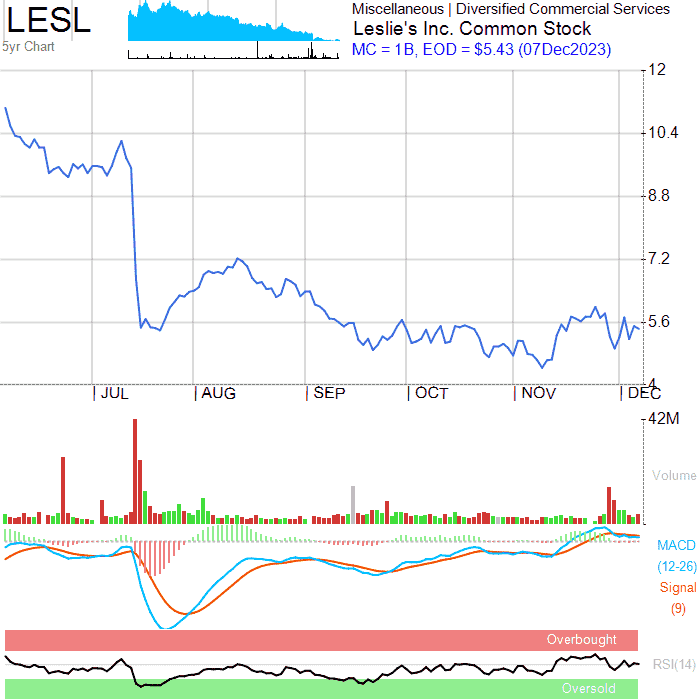 LESL
5yr Chart
Miscellaneous | Diversified Commercial Services
Leslie's Inc. Common Stock
MC = 1B, EOD = $5.43 (07Dec2023)
12
10.4
8.8
7.2
5.6
4
JUL AUG SEP OCT NOV DEC
42M
Volume
MACD
(12-26)
Signal
(9)
Overbought
RSI(14)
Oversold